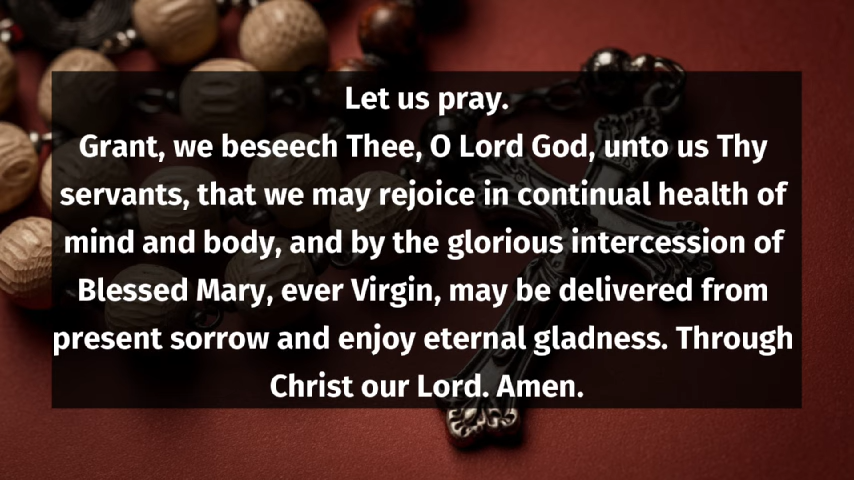 Let us pray.
Grant, we beseech Thee, O Lord God, unto us Thy
servants, that we may rejoice in continual health of
mind and body, and by the glorious intercession of
Blessed Mary, ever Virgin, may be delivered from
present sorrow and enjoy eternal gladness. Through
Christ our Lord. Amen.